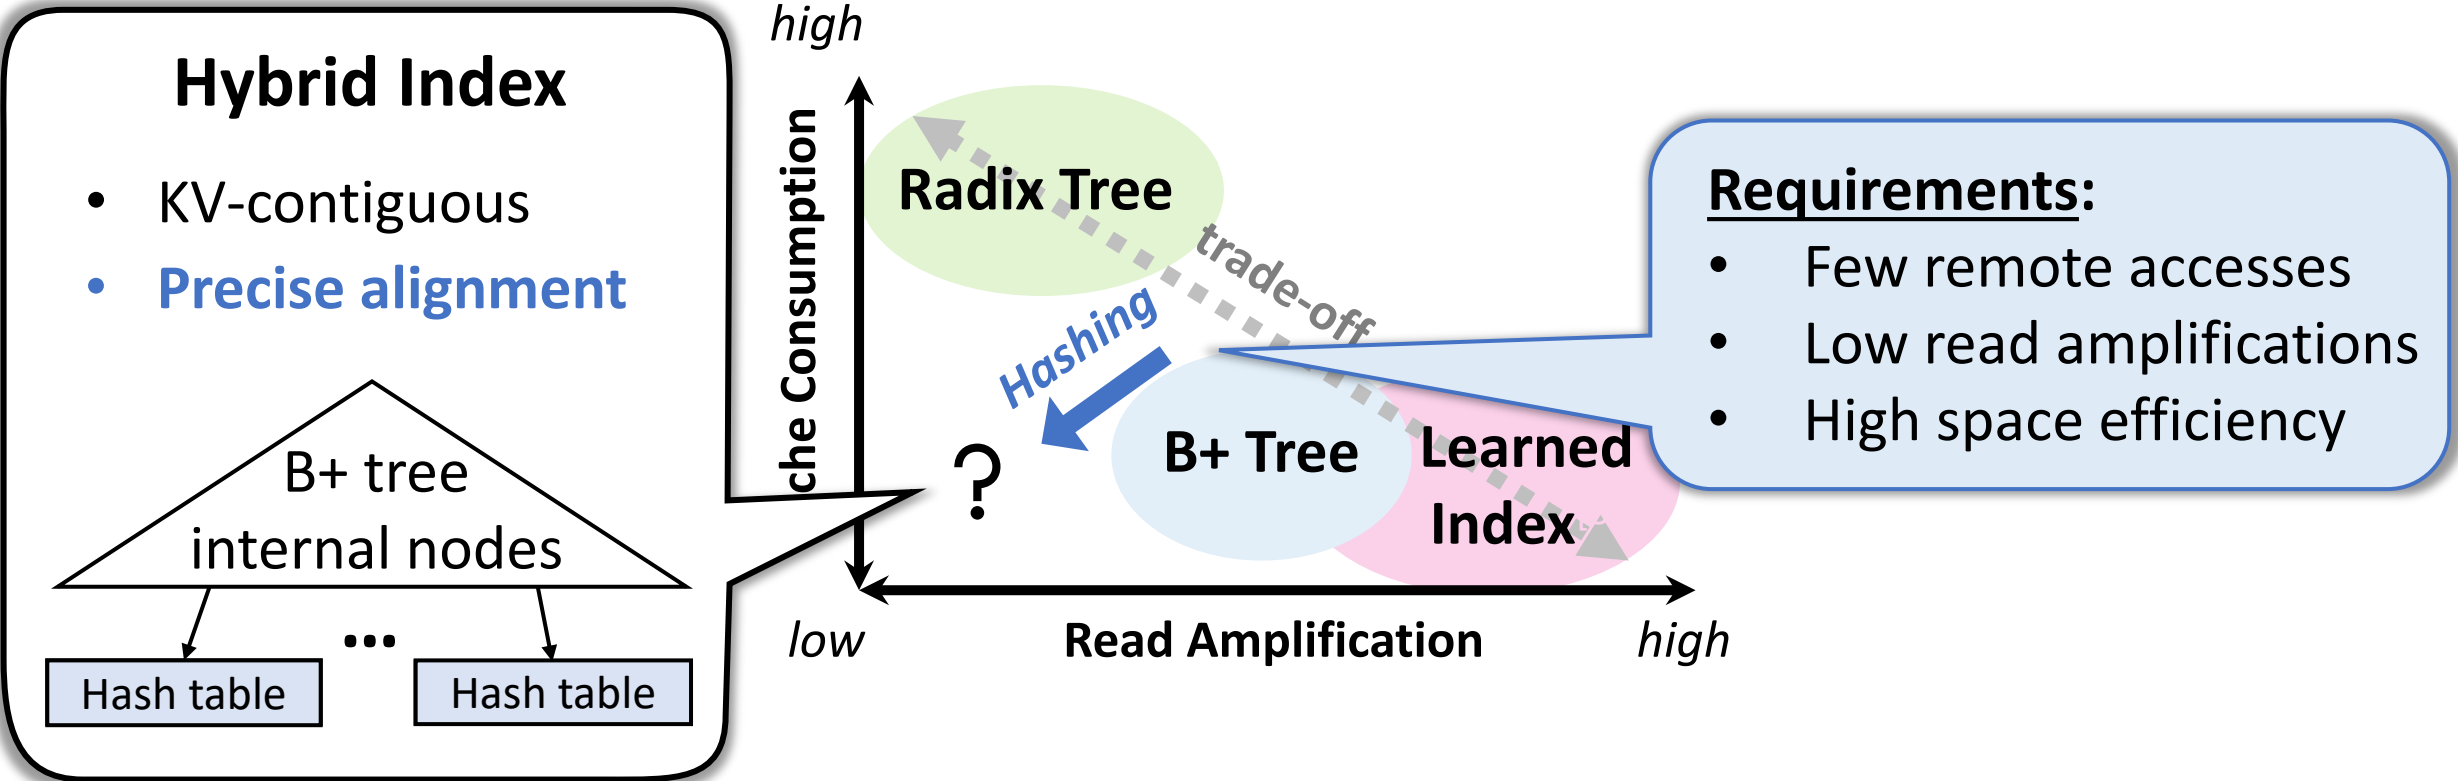 Hybrid Index
• KV-contiguous
• Precise alignment
B+ tree
internal nodes
...
Hash table
Hash table
high
che Consumption
Radix Tree
trade-off
Hashing
?
B+ Tree
Learned
Index
low
Read Amplification
high
Requirements:
• Few remote accesses
• Low read amplifications
• High space efficiency